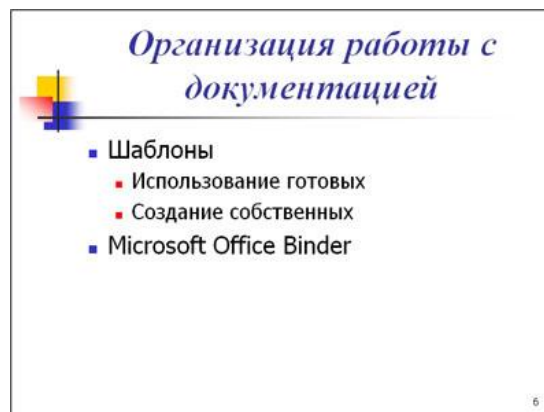 Организация работы с
документацией
Шаблоны
Использование готовых
Создание собственных
Microsoft Office Binder
6